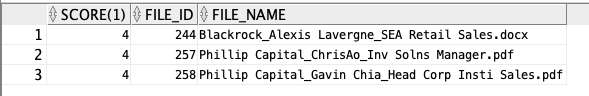 SCORE(1) FILE_ID FILE_NAME
1 4 244 Blackrock_Alexis Lavergne_SEA Retail Sales.docx
2 4 257 Phillip Capital_ChrisAo_Inv Solns Manager.pdf
3 4 258 Phillip Capital_Gavin Chia_Head Corp Insti Sales.pdf